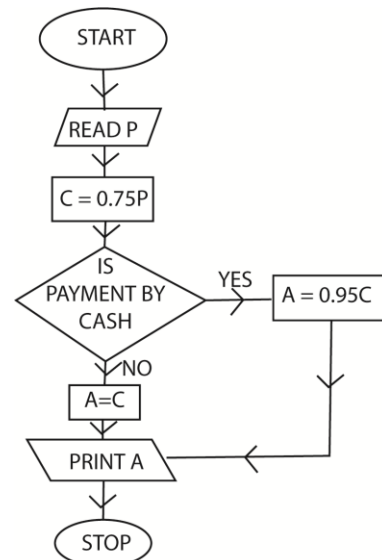 START
READ P
C = 0.75P
IS
PAYMENT BY
CASH
YES
A = 0.95C
NO
A=C
PRINT A
STOP